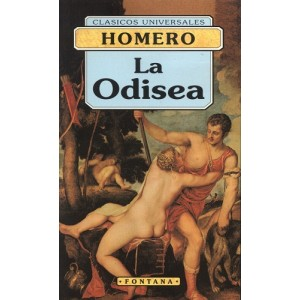 CLASICOS UNIVERSALES
HOMERO
La
Odisea
FONTANA